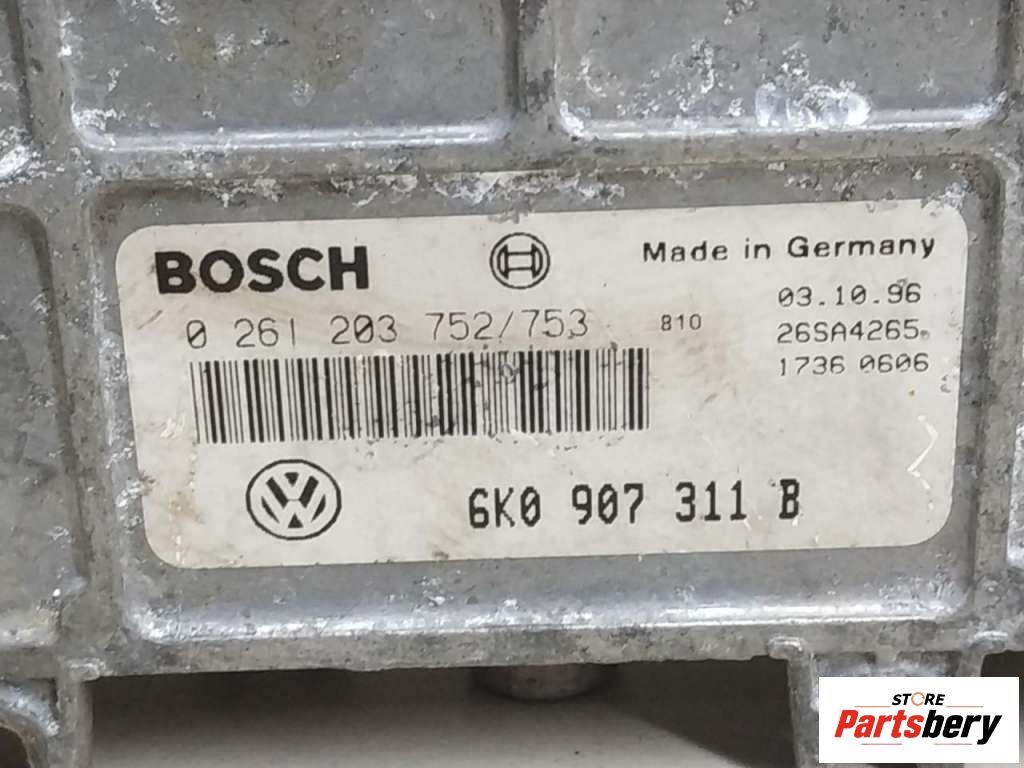 BOSCH
Made in Germany
03.10.96
0 261 203 752/753
810
26SA4265
1736 0606
6K0 907 311 B
STORE
Partsbery